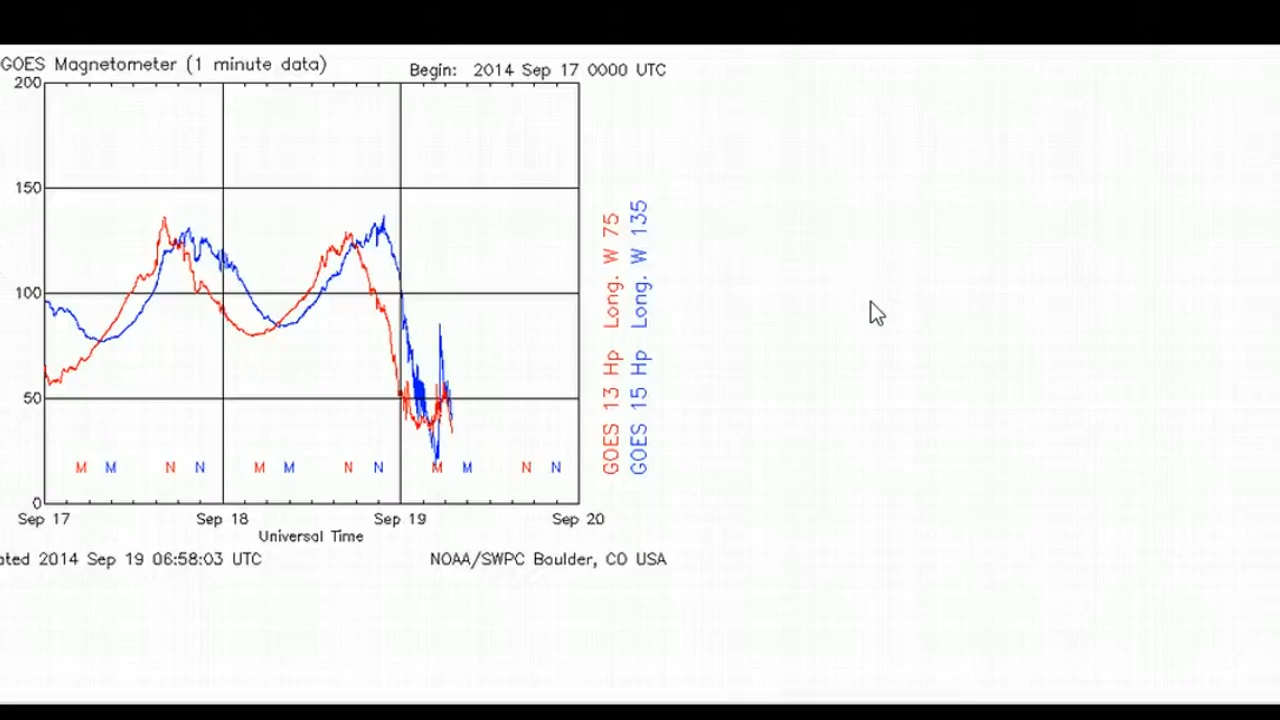 GOES Magnetometer (1 minute data)
Begin: 2014 Sep 17 0000 UTC
200
150
100
50
0
M M N N M M N N M M N N
Sep 17 Sep 18 Sep 19 Sep 20
Universal Time
ated 2014 Sep 19 06:58:03 UTC
NOAA/SWPC Boulder, CO USA
GOES 13 Hp Long. W 75
GOES 15 Hp Long. W 135